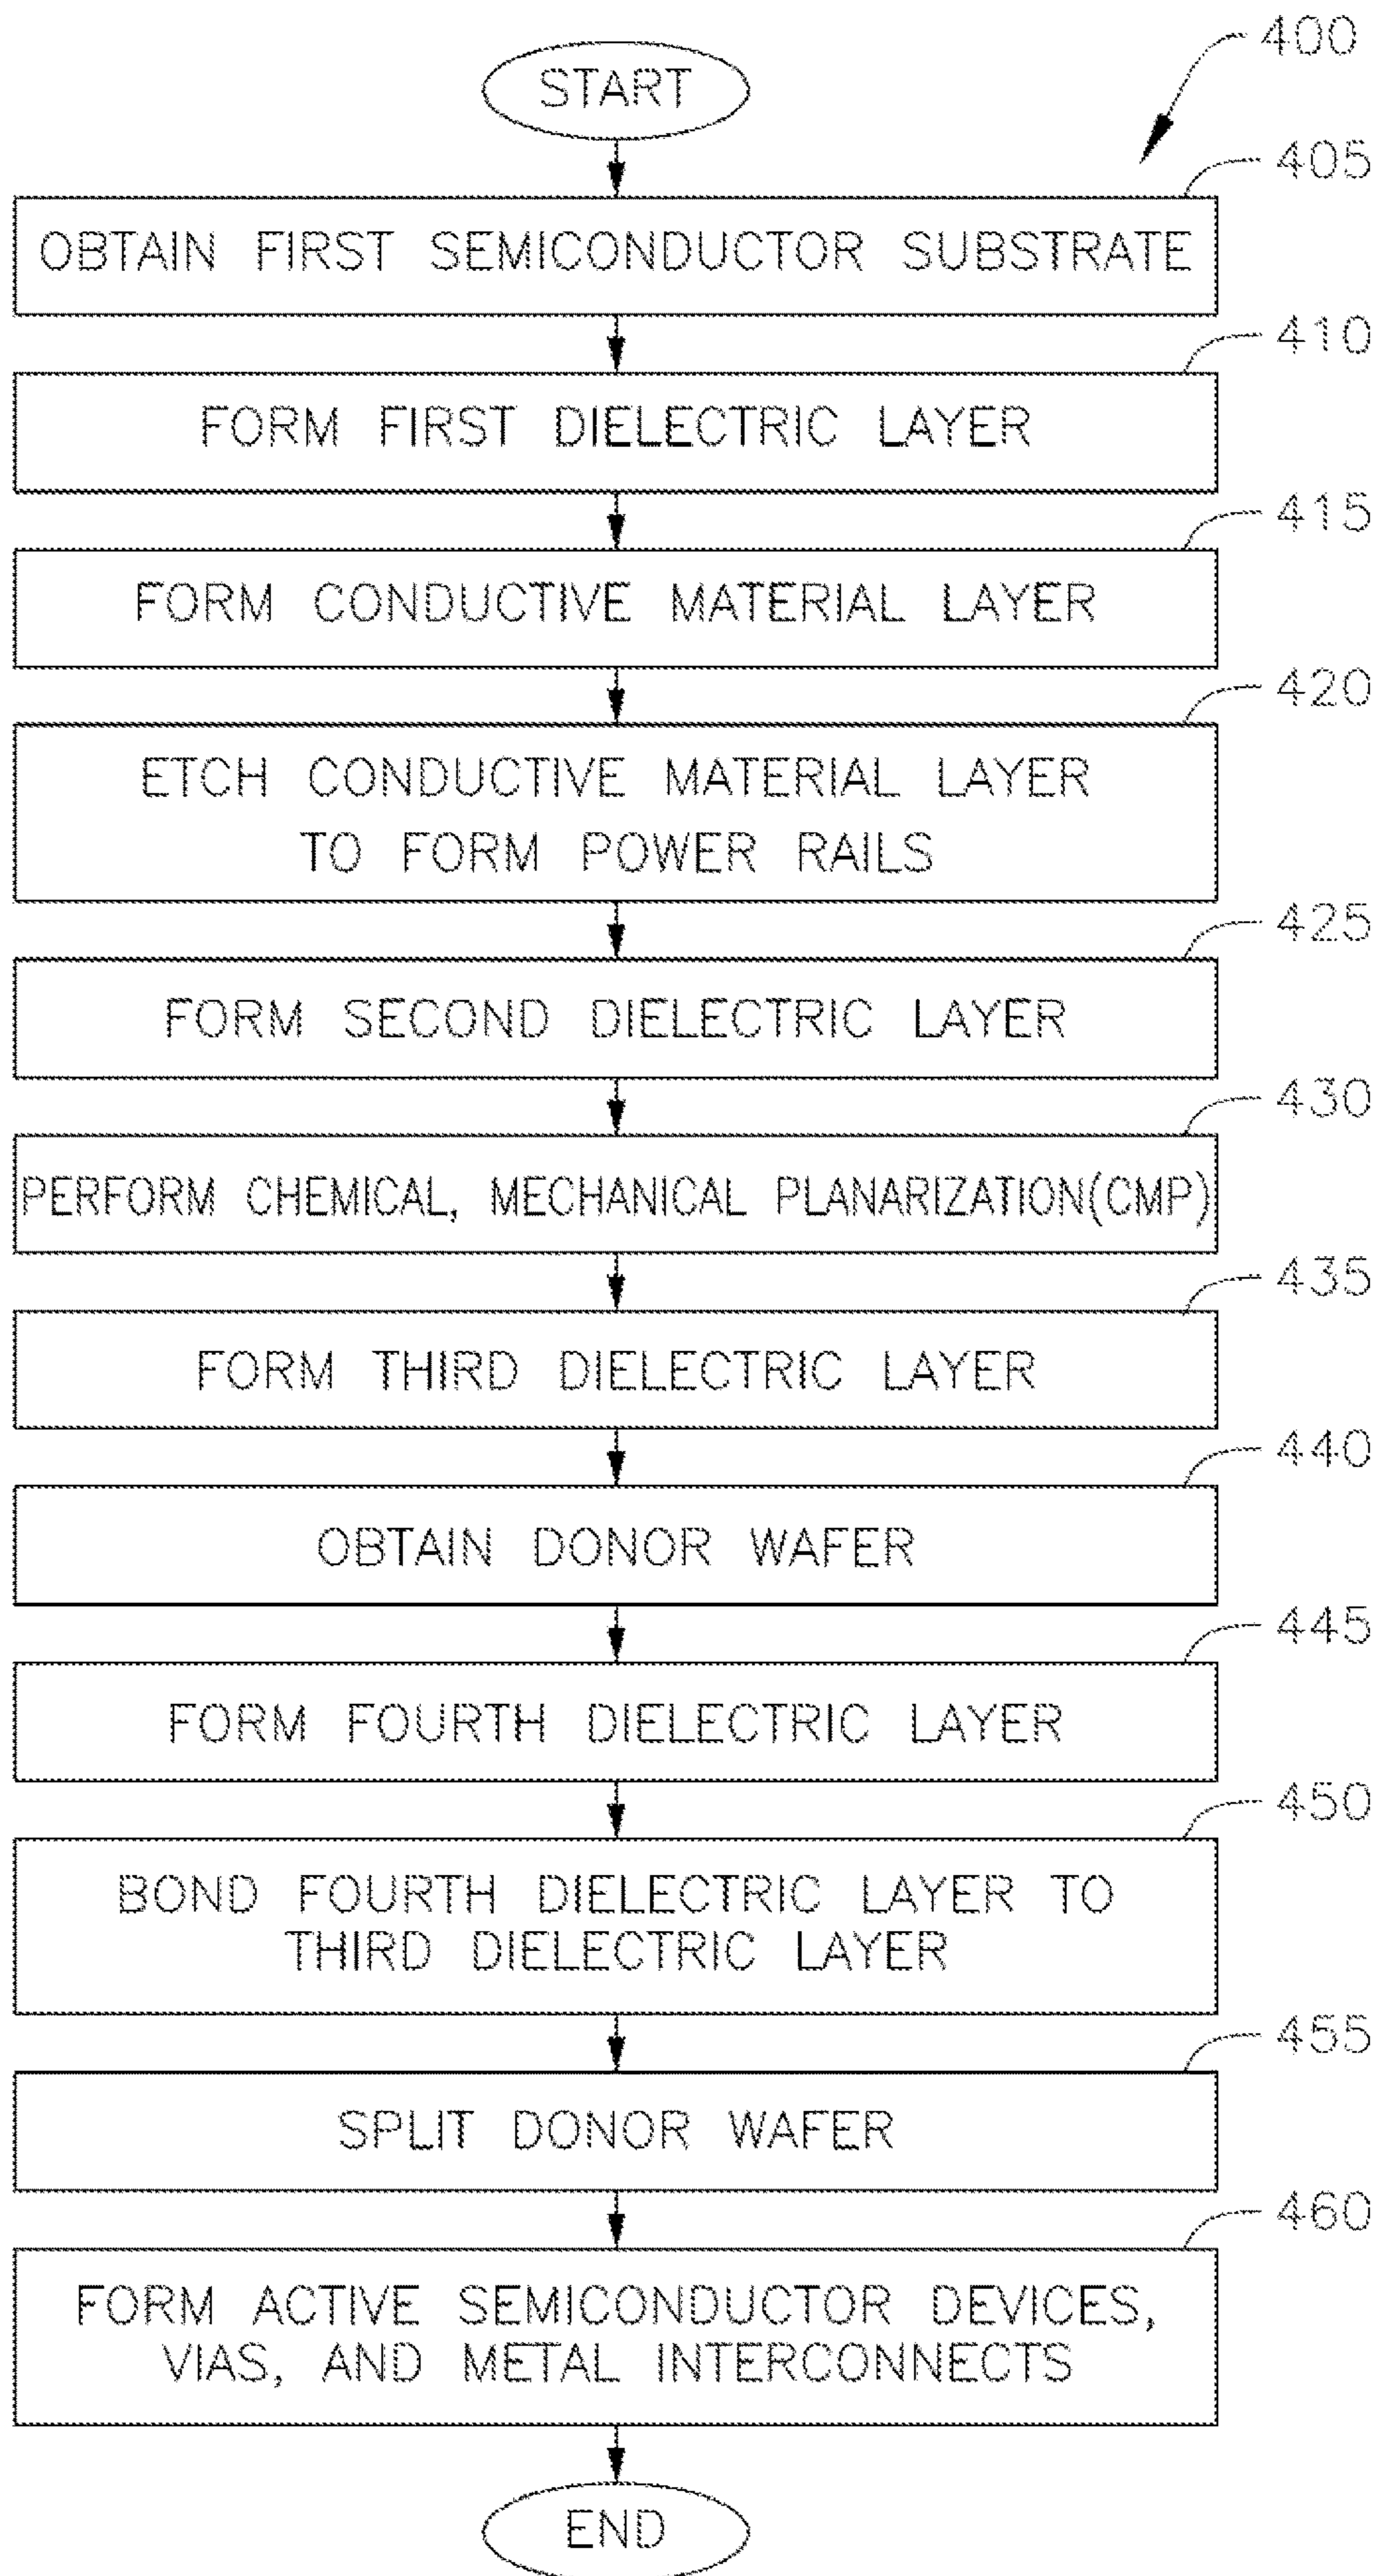 400
START
405
OBTAIN FIRST SEMICONDUCTOR SUBSTRATE
410
FORM FIRST DIELECTRIC LAYER
415
FORM CONDUCTIVE MATERIAL LAYER
420
ETCH CONDUCTIVE MATERIAL LAYER
TO FORM POWER RAILS
425
FORM SECOND DIELECTRIC LAYER
430
PERFORM CHEMICAL, MECHANICAL PLANARIZATION(CMP)
435
FORM THIRD DIELECTRIC LAYER
440
OBTAIN DONOR WAFER
445
FORM FOURTH DIELECTRIC LAYER
450
BOND FOURTH DIELECTRIC LAYER TO
THIRD DIELECTRIC LAYER
455
SPLIT DONOR WAFER
460
FORM ACTIVE SEMICONDUCTOR DEVICES,
VIAS, AND METAL INTERCONNECTS
END